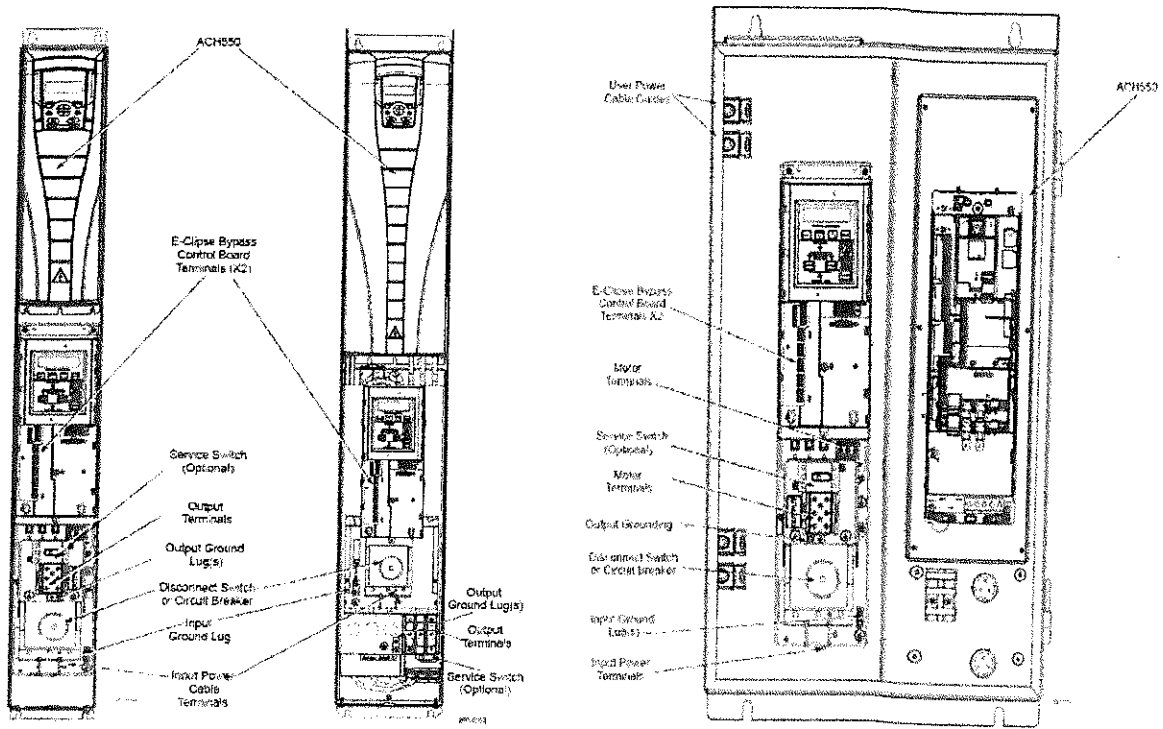 ACH550
E-Clipse Bypass
Control Board
Terminals (X2)
Service Switch
(Optional)
Output
Terminals
Output Ground
Lug(s)
Disconnect Switch
or Circuit Breaker
Input
Ground Lug
Input Power
Cable
Terminals
Output
Ground Lug(s)
Output
Terminals
Service Switch
(Optional)
User Power
Cable Guides
ACH550
E-Clipse Bypass
Control Board
Terminals X2
Motor
Terminals
Service Switch
(Optional)
Motor
Terminals
Output Grounding
Disconnect Switch
or Circuit Breaker
Input Ground
Lug(s)
Input Power
Terminals